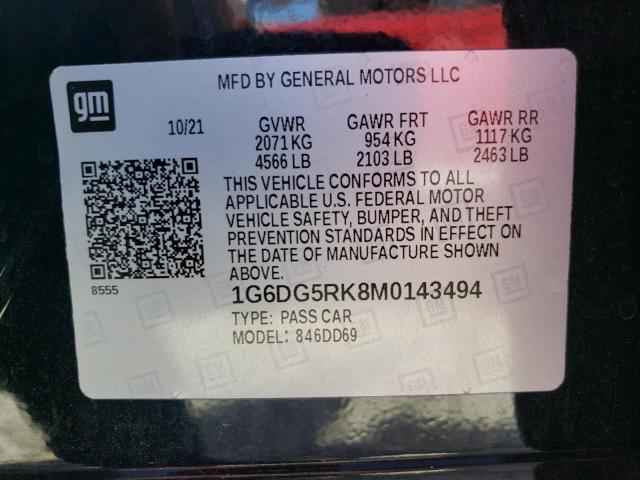 gm
MFD BY GENERAL MOTORS LLC
10/21 GVWR GAWR FRT GAWR RR
2071 KG 954 KG 1117 KG
4566 LB 2103 LB 2463 LB
THIS VEHICLE CONFORMS TO ALL
APPLICABLE U.S. FEDERAL MOTOR
VEHICLE SAFETY, BUMPER, AND THEFT
PREVENTION STANDARDS IN EFFECT ON
THE DATE OF MANUFACTURE SHOWN
ABOVE.
8555
1G6DG5RK8M0143494
TYPE: PASS CAR
MODEL: 846DD69